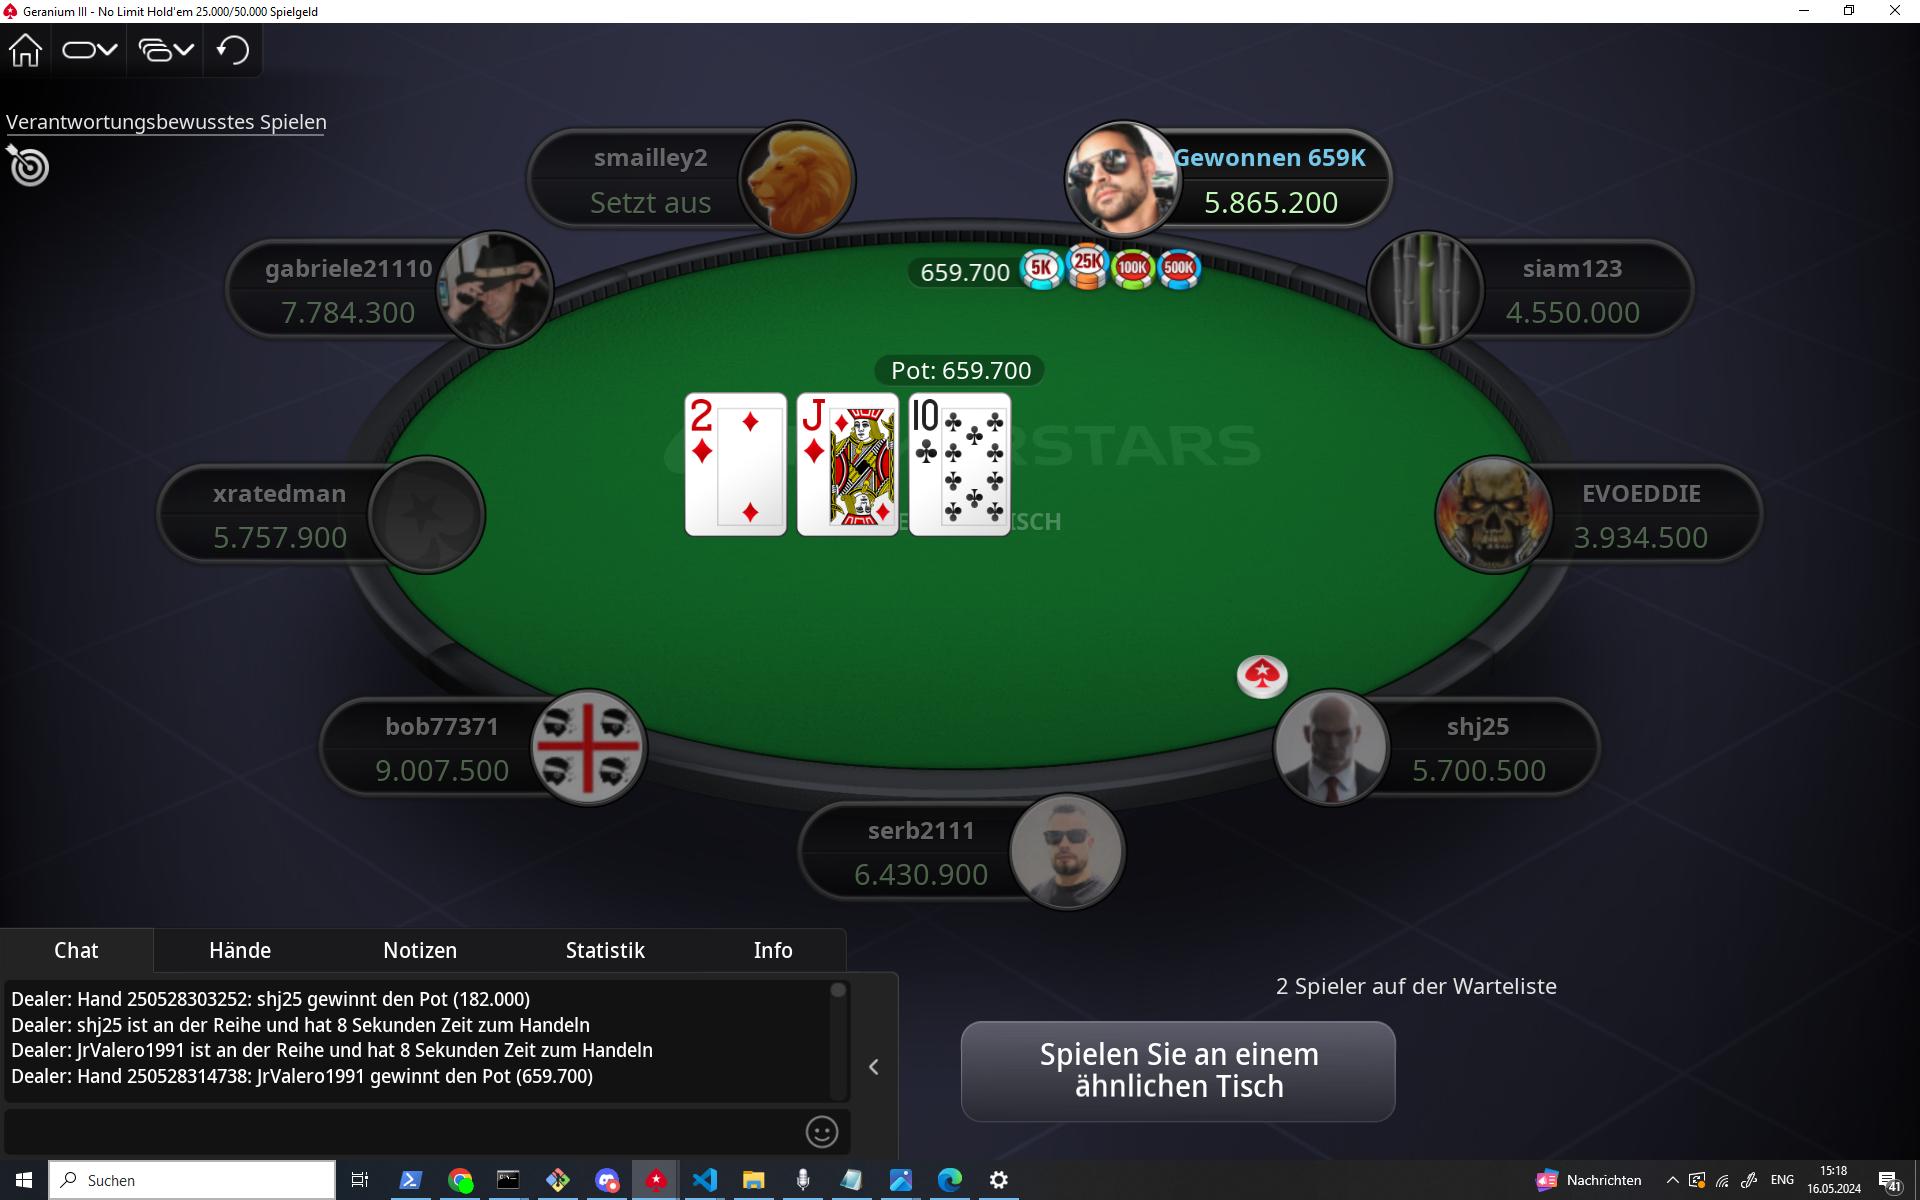 Geranium III - No Limit Hold'em 25.000/50.000 Spielgeld
Verantwortungsbewusstes Spielen
smailley2
Setzt aus
Gewonnen 659K
5.865.200
gabriele21110
7.784.300
siam123
4.550.000
659.700
5K
25K
100K
500K
Pot: 659.700
2
J
10
RSTARS
ISCH
xratedman
5.757.900
EVOEDDIE
3.934.500
bob77371
9.007.500
shj25
5.700.500
serb2111
6.430.900
Chat
Hände
Notizen
Statistik
Info
Dealer: Hand 250528303252: shj25 gewinnt den Pot (182.000)
Dealer: shj25 ist an der Reihe und hat 8 Sekunden Zeit zum Handeln
Dealer: JrValero1991 ist an der Reihe und hat 8 Sekunden Zeit zum Handeln
Dealer: Hand 250528314738: JrValero1991 gewinnt den Pot (659.700)
2 Spieler auf der Warteliste
Spielen Sie an einem
ähnlichen Tisch
Suchen
Nachrichten
ENG
15:18
16.05.2024
41